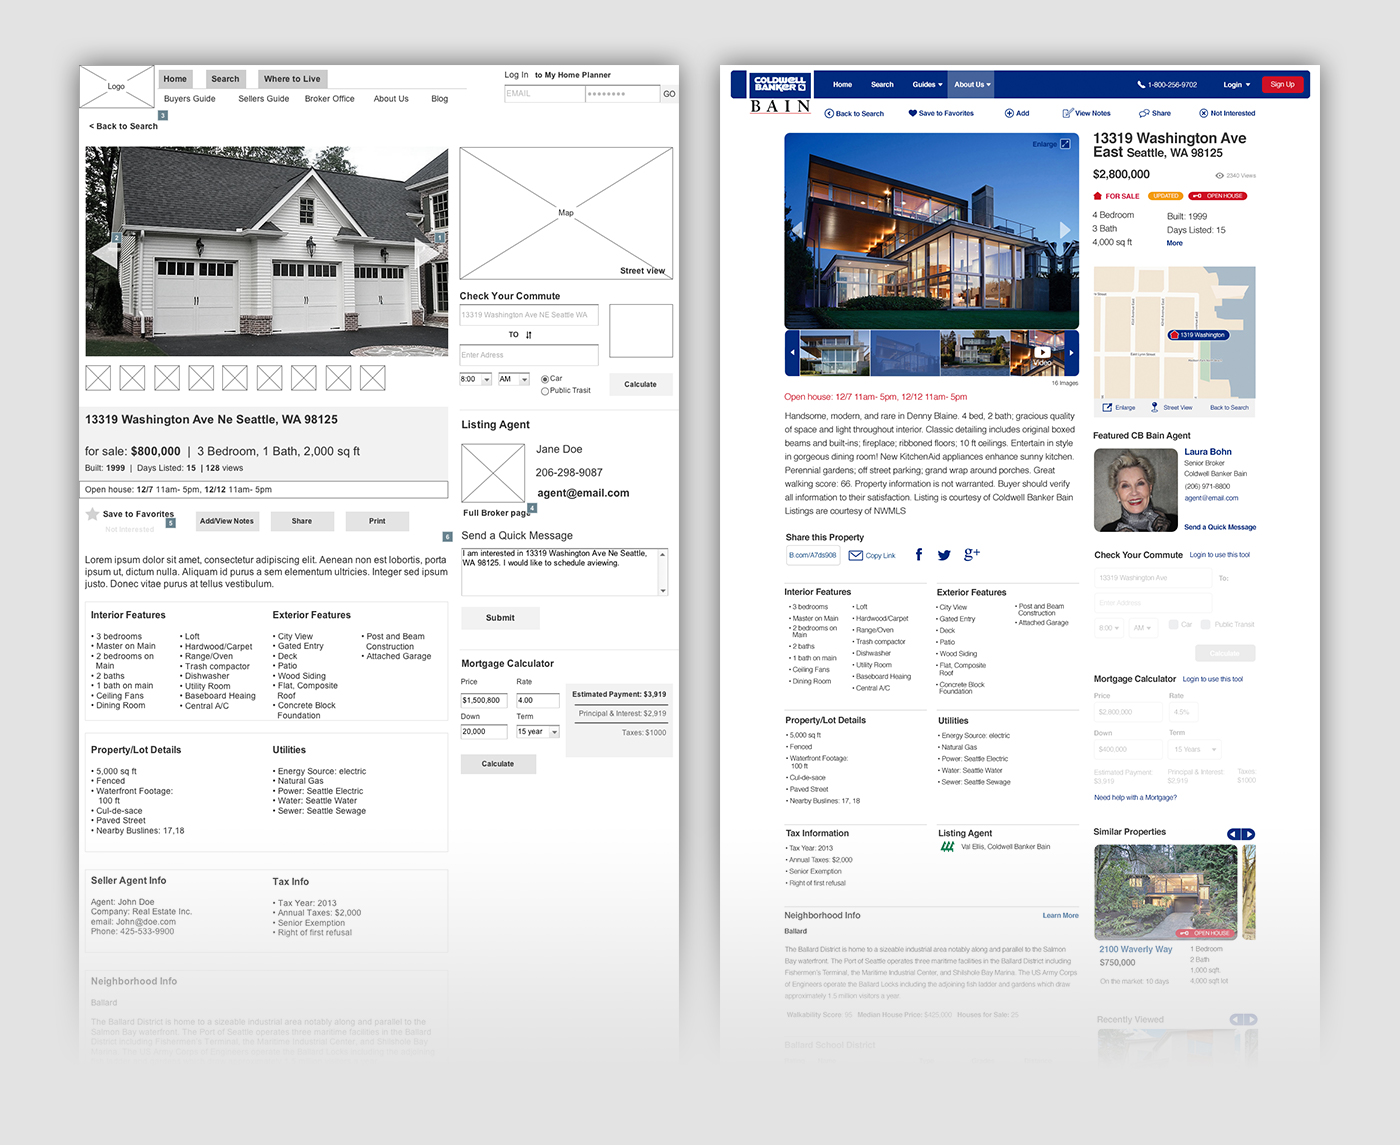 Logo
Home Search Where to Live
Log In to My Home Planner
EMAIL GO
Buyers Guide Sellers Guide Broker Office About Us Blog
3
< Back to Search
2
1
Map
Street view
Check Your Commute
13319 Washington Ave NE Seattle WA
TO
Enter Adress
8:00 AM Car
Public Trasit
Calculate
13319 Washington Ave Ne Seattle, WA 98125
for sale: $800,000 | 3 Bedroom, 1 Bath, 2,000 sq ft
Built: 1999 | Days Listed: 15 | 128 views
Open house: 12/7 11am- 5pm, 12/12 11am- 5pm
Save to Favorites
Not Interested
5
Add/View Notes Share Print
Lorem ipsum dolor sit amet, consectetur adipiscing elit. Aenean non est lobortis, porta
ipsum ut, dictum nulla. Aliquam id purus a sem elementum ultricies. Integer sed ipsum
justo. Donec vitae purus at tellus vestibulum.
Interior Features
• 3 bedrooms
• Master on Main
• 2 bedrooms on
Main
• 2 baths
• 1 bath on main
• Ceiling Fans
• Dining Room
• Loft
• Hardwood/Carpet
• Range/Oven
• Trash compactor
• Dishwasher
• Utility Room
• Baseboard Heaing
• Central A/C
Exterior Features
• City View
• Gated Entry
• Deck
• Patio
• Wood Siding
• Flat, Composite
Roof
• Concrete Block
Foundation
• Post and Beam
Construction
• Attached Garage
Property/Lot Details
• 5,000 sq ft
• Fenced
• Waterfront Footage:
100 ft
• Cul-de-sace
• Paved Street
• Nearby Buslines: 17,18
Utilities
• Energy Source: electric
• Natural Gas
• Power: Seattle Electric
• Water: Seattle Water
• Sewer: Seattle Sewage
Seller Agent Info
Agent: John Doe
Company: Real Estate Inc.
email: John@doe.com
Phone: 425-533-9900
Tax Info
• Tax Year: 2013
• Annual Taxes: $2,000
• Senior Exemption
• Right of first refusal
Neighborhood Info
Ballard
The Ballard District is home to a sizeable industrial area notably along and parallel to the
Salmon Bay waterfront. The Port of Seattle operates three maritime facilities in the Ballard
District including Fishermen's Terminal, the Maritime Industrial Center, and Shilshole Bay
Listing Agent
Jane Doe
206-298-9087
agent@email.com
Full Broker page
4
6
Send a Quick Message
I am interested in 13319 Washington Ave Ne Seattle,
WA 98125. I would like to schedule aviewing.
Submit
Mortgage Calculator
Price Rate
$1,500,800 4.00
Down Term
20,000 15 year
Estimated Payment: $3,919
Principal & Interest: $2,919
Taxes: $1000
Calculate
COLDWELL
BANKER
BAIN
Home Search Guides About Us
1-800-256-9702 Login Sign Up
Back to Search Save to Favorites Add View Notes Share Not Interested
Enlarge
Video
16 Images
13319 Washington Ave
East Seattle, WA 98125
$2,800,000
2340 Views
FOR SALE UPDATED OPEN HOUSE
4 Bedroom
3 Bath
4,000 sq ft
Built: 1999
Days Listed: 15
More
1319 Washington
East Lynn Street
Enlarge Street View Back to Search
Open house: 12/7 11am- 5pm, 12/12 11am- 5pm
Handsome, modern, and rare in Denny Blaine. 4 bed, 2 bath; gracious quality
of space and light throughout interior. Classic detailing includes original boxed
beams and built-ins; fireplace; ribboned floors; 10 ft ceilings. Entertain in style
in gorgeous dining room! New KitchenAid appliances enhance sunny kitchen.
Perennial gardens; off street parking; grand wrap around porches. Great
walking score: 66. Property information is not warranted. Buyer should verify
all information to their satisfaction. Listing is courtesy of Coldwell Banker Bain
Listings are courtesy of NWMLS
Share this Property
B.com/A7ds908 Copy Link
f g+
Interior Features
• 3 bedrooms
• Master on Main
• 2 bedrooms on
Main
• 2 baths
• 1 bath on main
• Ceiling Fans
• Dining Room
• Loft
• Hardwood/Carpet
• Range/Oven
• Trash compactor
• Dishwasher
• Utility Room
• Baseboard Heaing
• Central A/C
Exterior Features
• City View
• Gated Entry
• Deck
• Patio
• Wood Siding
• Flat, Composite
Roof
• Concrete Block
Foundation
• Post and Beam
Construction
• Attached Garage
Property/Lot Details
• 5,000 sq ft
• Fenced
• Waterfront Footage:
100 ft
• Cul-de-sace
• Paved Street
• Nearby Buslines: 17, 18
Utilities
• Energy Source: electric
• Natural Gas
• Power: Seattle Electric
• Water: Seattle Water
• Sewer: Seattle Sewage
Tax Information
• Tax Year: 2013
• Annual Taxes: $2,000
• Senior Exemption
• Right of first refusal
Listing Agent
Val Ellis, Coldwell Banker Bain
Neighborhood Info Learn More
Ballard
The Ballard District is home to a sizeable industrial area notably along and parallel to the Salmon
Bay waterfront. The Port of Seattle operates three maritime facilities in the Ballard District including
Fishermen's Terminal, the Maritime Industrial Center, and Shilshole Bay Marina. The US Army Corps
of Engineers operate the Ballard Locks including the adjoining fish ladder and gardens which draw
approximately 1.5 million visitors a year.
Walkability Score: 95 Median House Price: $425,000 Houses for Sale: 25
Ballard School District
Featured CB Bain Agent
Laura Bohn
Senior Broker
Coldwell Banker Bain
(206) 971-8800
agent@email.com
Send a Quick Message
Check Your Commute Login to use this tool
13319 Washington Ave To:
Enter Address
8:00 AM Car Public Transit
Calculate
Mortgage Calculator Login to use this tool
Price Rate
$2,800,000 4.5%
Down Term
$400,000 15 Years
Estimated Payment: Principal & Interest: Taxes:
$3,919 $2,919 $1000
Need help with a Mortgage?
Similar Properties
OPEN HOUSE
2100 Waverly Way
$750,000
On the market: 10 days
1 Bedroom
2 Bath
1,000 sqft.
4,000 sqft lot
Recently Viewed